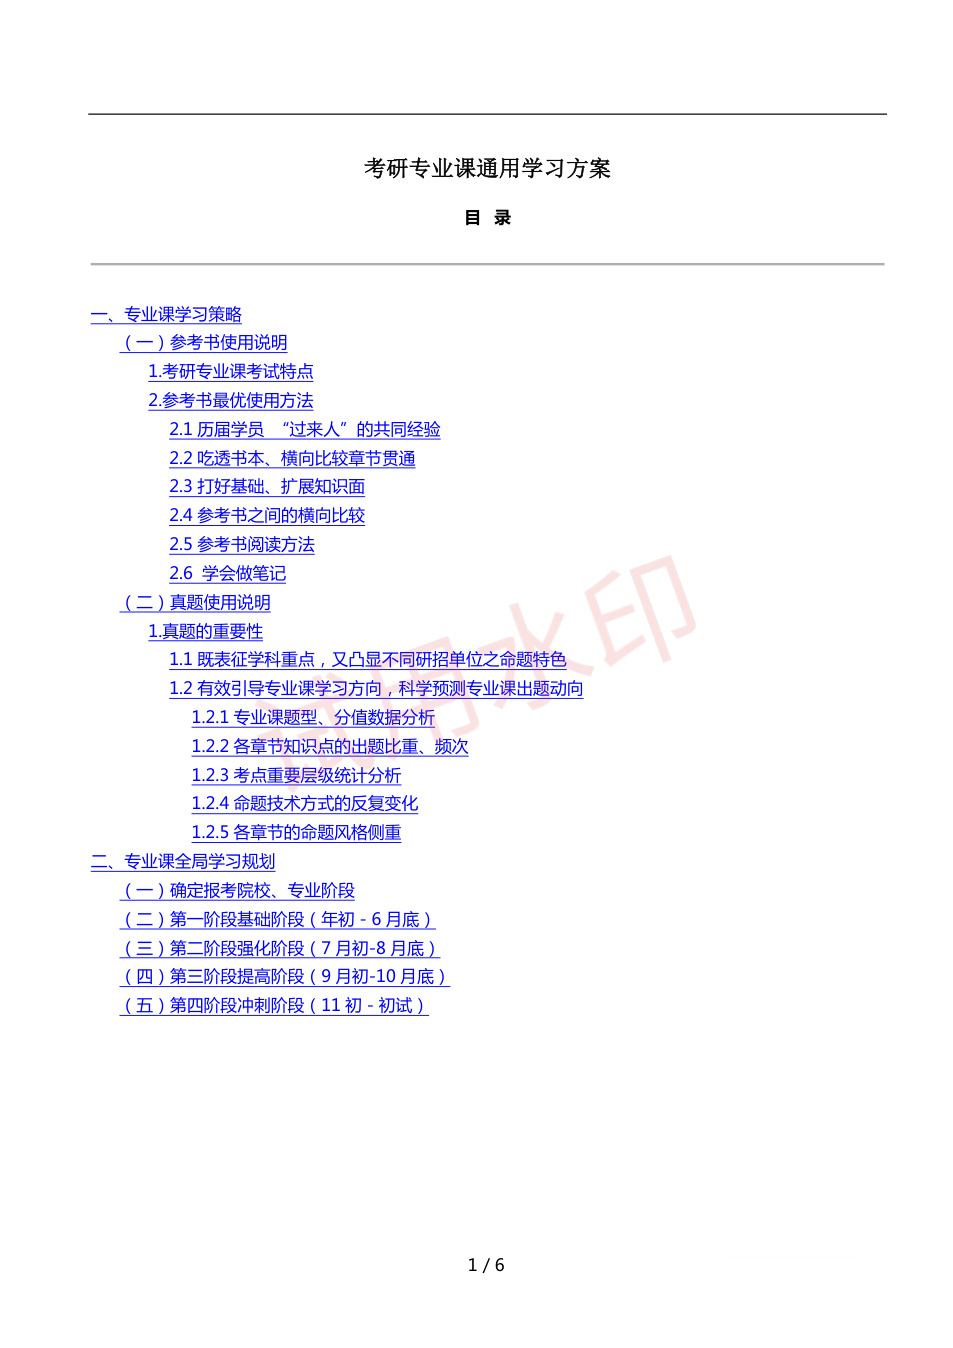 考研专业课通用学习方案
目 录
一、专业课学习策略
（一）参考书使用说明
1.考研专业课考试特点
2.参考书最优使用方法
2.1 历届学员 “过来人”的共同经验
2.2 吃透书本、横向比较章节贯通
2.3 打好基础、扩展知识面
2.4 参考书之间的横向比较
2.5 参考书阅读方法
2.6 学会做笔记
（二）真题使用说明
1.真题的重要性
1.1 既表征学科重点，又凸显不同研招单位之命题特色
1.2 有效引导专业课学习方向，科学预测专业课出题动向
1.2.1 专业课题型、分值数据分析
1.2.2 各章节知识点的出题比重、频次
1.2.3 考点重要层级统计分析
1.2.4 命题技术方式的反复变化
1.2.5 各章节的命题风格侧重
二、专业课全局学习规划
（一）确定报考院校、专业阶段
（二）第一阶段基础阶段（年初－6 月底）
（三）第二阶段强化阶段（7 月初-8 月底）
（四）第三阶段提高阶段（9 月初-10 月底）
（五）第四阶段冲刺阶段（11 初－初试）
试用水印
1 / 6